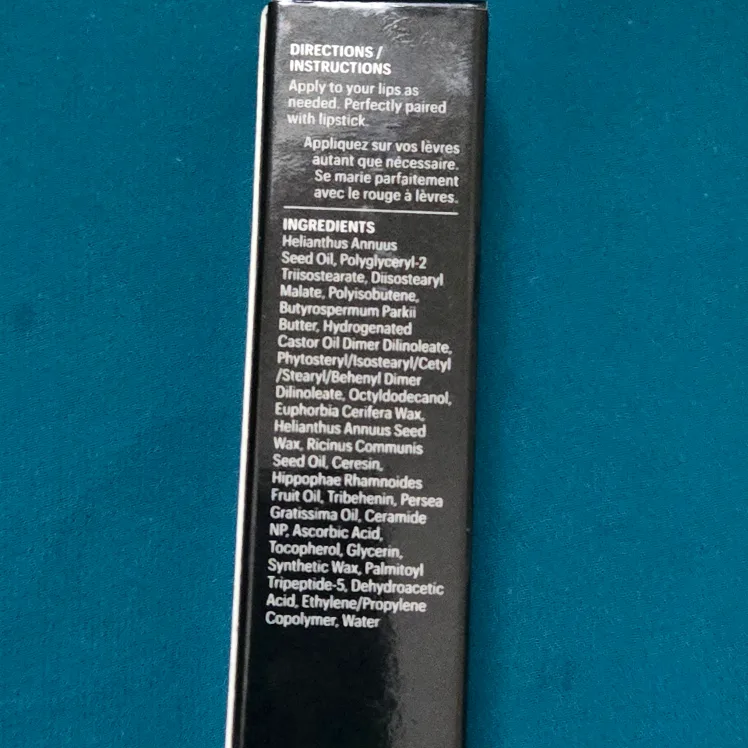 DIRECTIONS /
INSTRUCTIONS
Apply to your lips as
needed. Perfectly paired
with lipstick.
Appliquez sur vos lèvres
autant que nécessaire.
Se marie parfaitement
avec le rouge à lèvres.
INGREDIENTS
Helianthus Annuus
Seed Oil, Polyglyceryl-2
Triisostearate, Diisostearyl
Malate, Polyisobutene,
Butyrospermum Parkii
Butter, Hydrogenated
Castor Oil Dimer Dilinoleate,
Phytosteryl/Isostearyl/Cetyl
/Stearyl/Behenyl Dimer
Dilinoleate, Octyldodecanol,
Euphorbia Cerifera Wax,
Helianthus Annuus Seed
Wax, Ricinus Communis
Seed Oil, Ceresin,
Hippophae Rhamnoides
Fruit Oil, Tribehenin, Persea
Gratissima Oil, Ceramide
NP, Ascorbic Acid,
Tocopherol, Glycerin,
Synthetic Wax, Palmitoyl
Tripeptide-5, Dehydroacetic
Acid, Ethylene/Propylene
Copolymer, Water